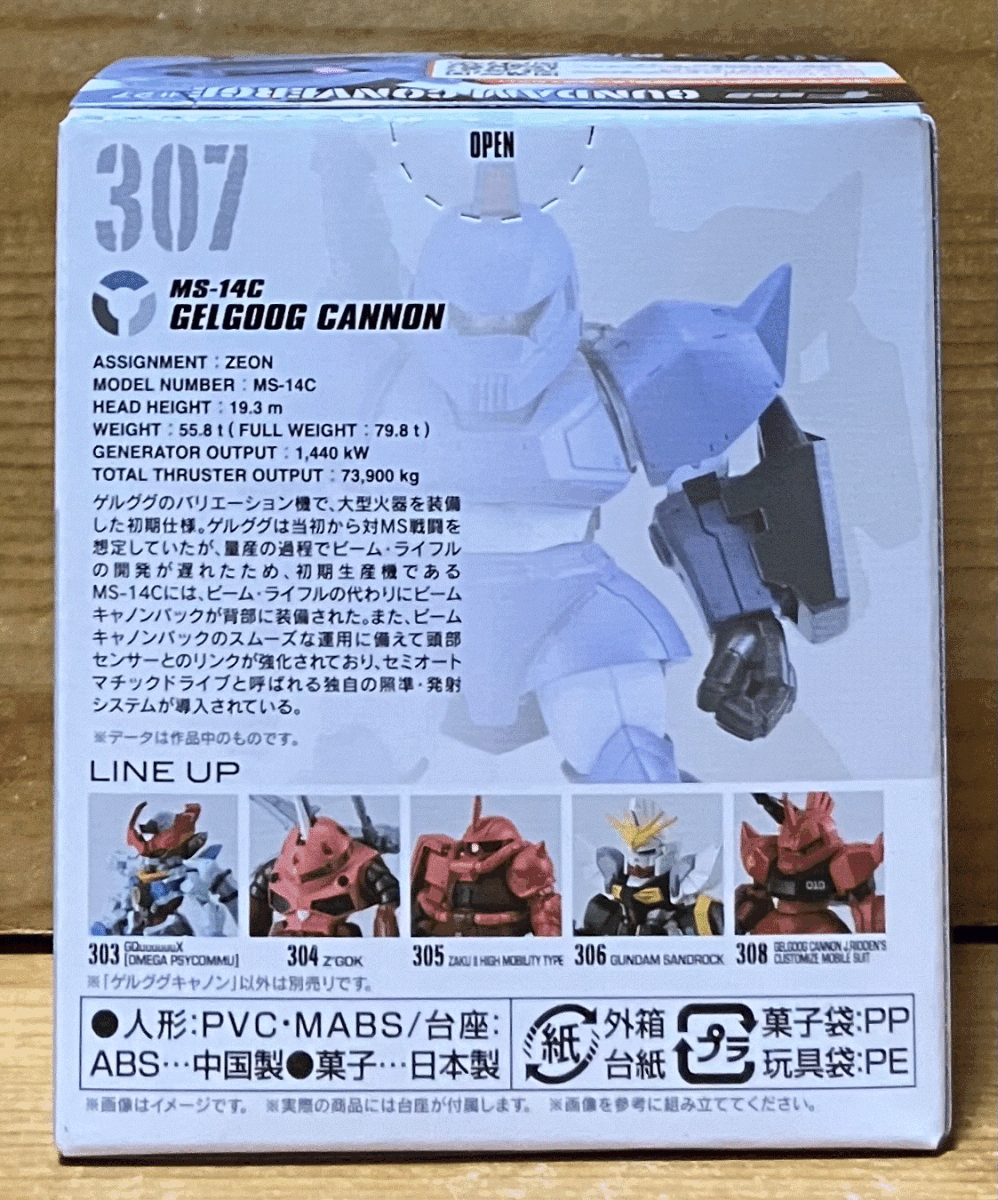 GUNDAM CONVERGE
OPEN
307
MS-14C
GELGOOG CANNON
ASSIGNMENT : ZEON
MODEL NUMBER : MS-14C
HEAD HEIGHT : 19.3 m
WEIGHT : 55.8 t ( FULL WEIGHT : 79.8 t )
GENERATOR OUTPUT : 1,440 kW
TOTAL THRUSTER OUTPUT : 73,900 kg
ゲルググのバリエーション機で、大型火器を装備
した初期仕様。ゲルググは当初から対MS戦闘を
想定していたが、量産の過程でビーム・ライフル
の開発が遅れたため、初期生産機である
MS-14Cには、ビーム・ライフルの代わりにビーム
キャノンパックが背部に装備された。また、ビーム
キャノンパックのスムーズな運用に備えて頭部
センサーとのリンクが強化されており、セミオート
マチックドライブと呼ばれる独自の照準・発射
システムが導入されている。
※データは作品中のものです。
LINE UP
010
303 GQuuuuuuX
[OMEGA PSYCOMMU]
304 Z'GOK
305 ZAKU II HIGH MOBILITY TYPE
306 GUNDAM SANDROCK
308 GELGOOG CANNON J.RIDDEN'S
CUSTOMIZE MOBILE SUIT
※「ゲルググキャノン」以外は別売りです。
●人形:PVC・MABS/台座:
ABS…中国製●菓子…日本製
紙 外箱
台紙
プラ 菓子袋:PP
玩具袋:PE
※画像はイメージです。 ※実際の商品には台座が付属します。 ※画像を参考に組み立ててください。